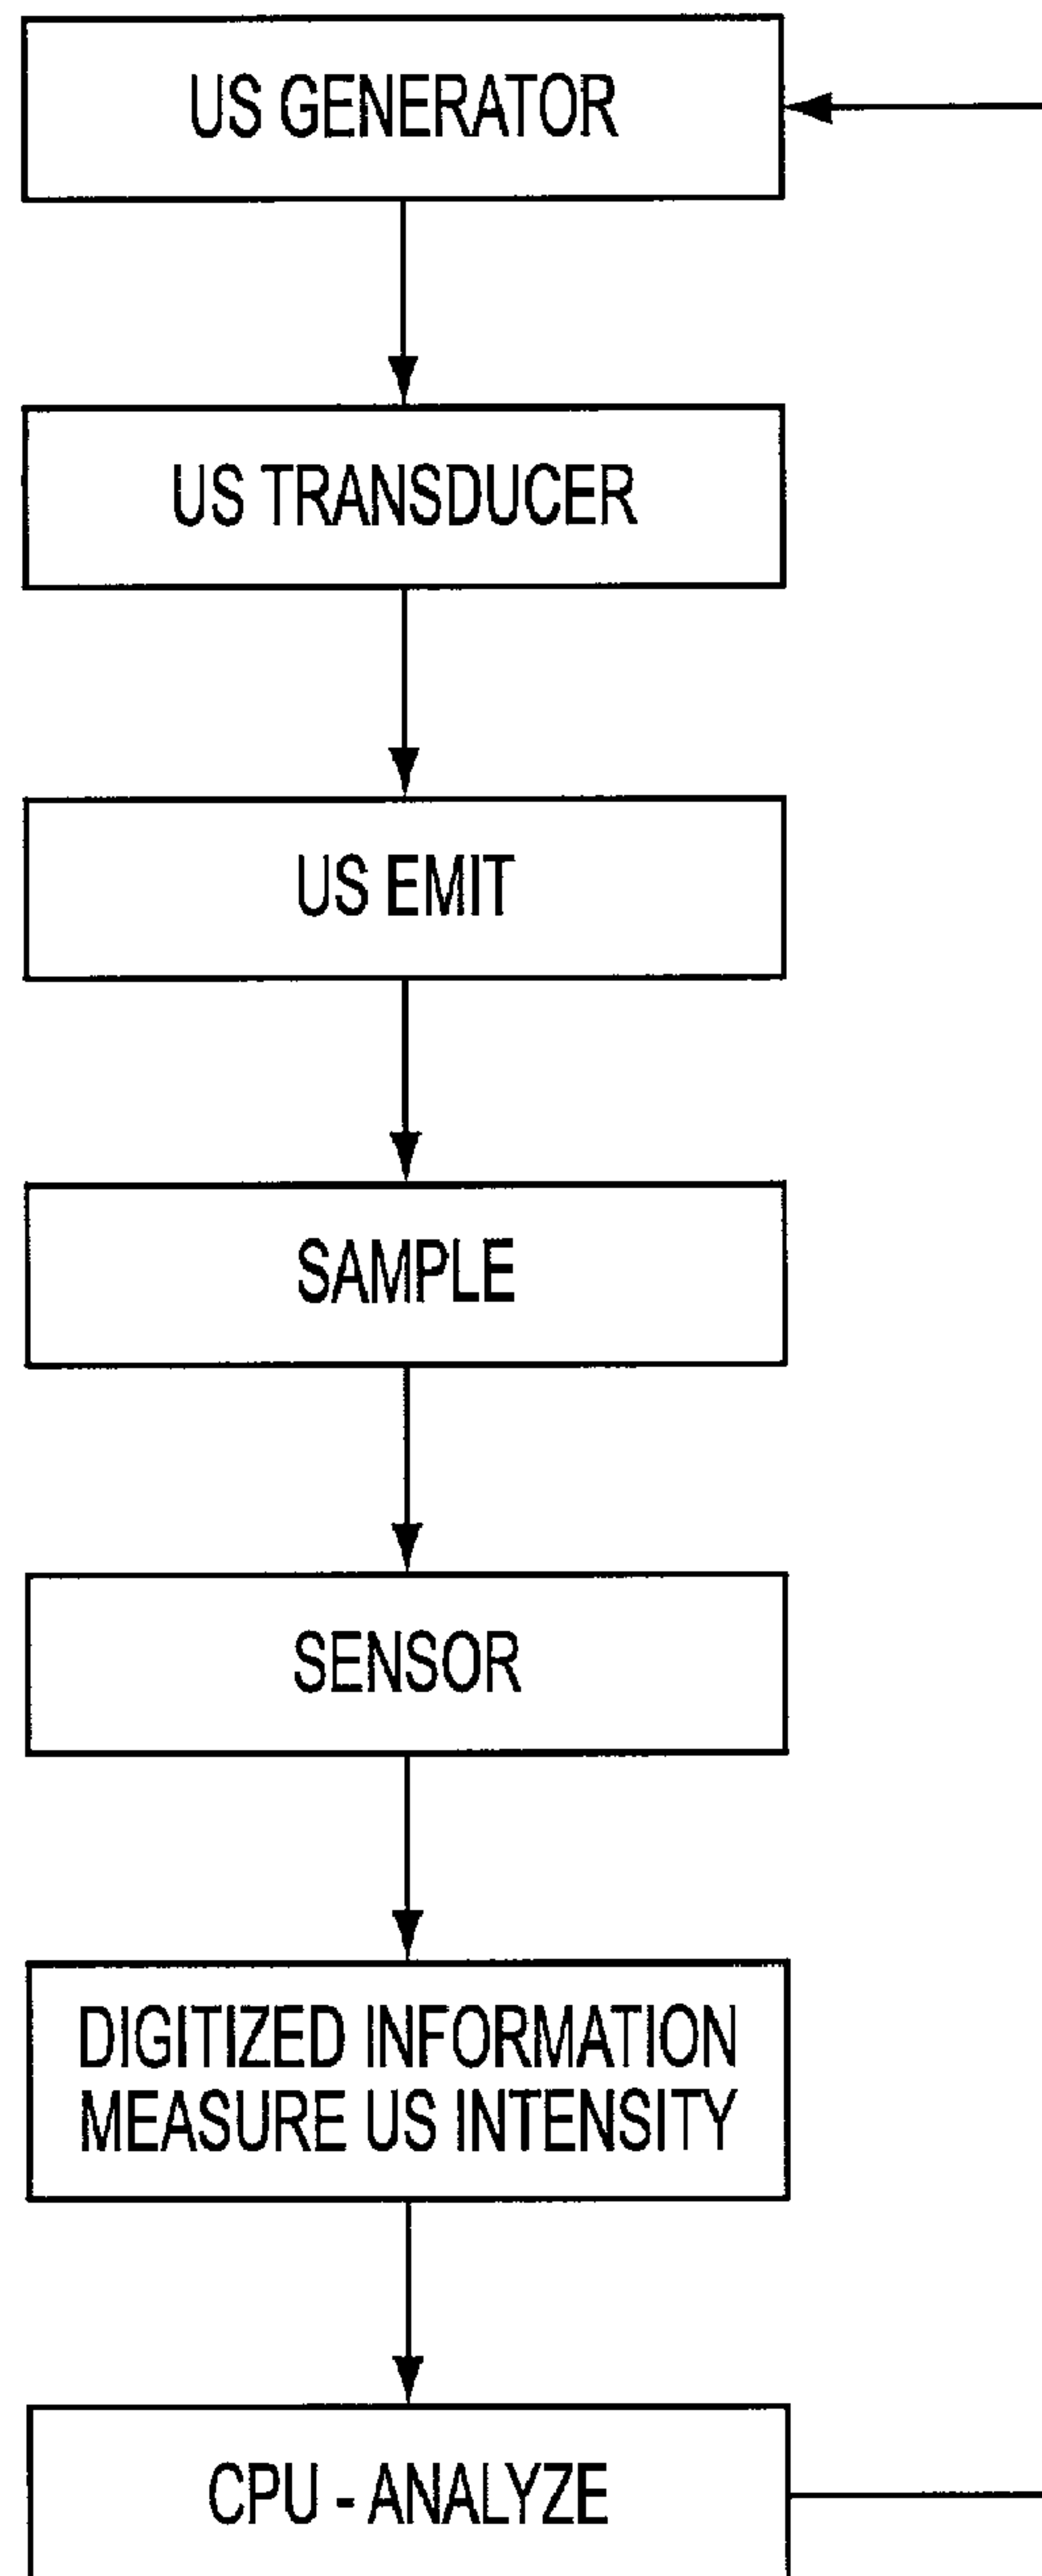 US GENERATOR
US TRANSDUCER
US EMIT
SAMPLE
SENSOR
DIGITIZED INFORMATION
MEASURE US INTENSITY
CPU - ANALYZE